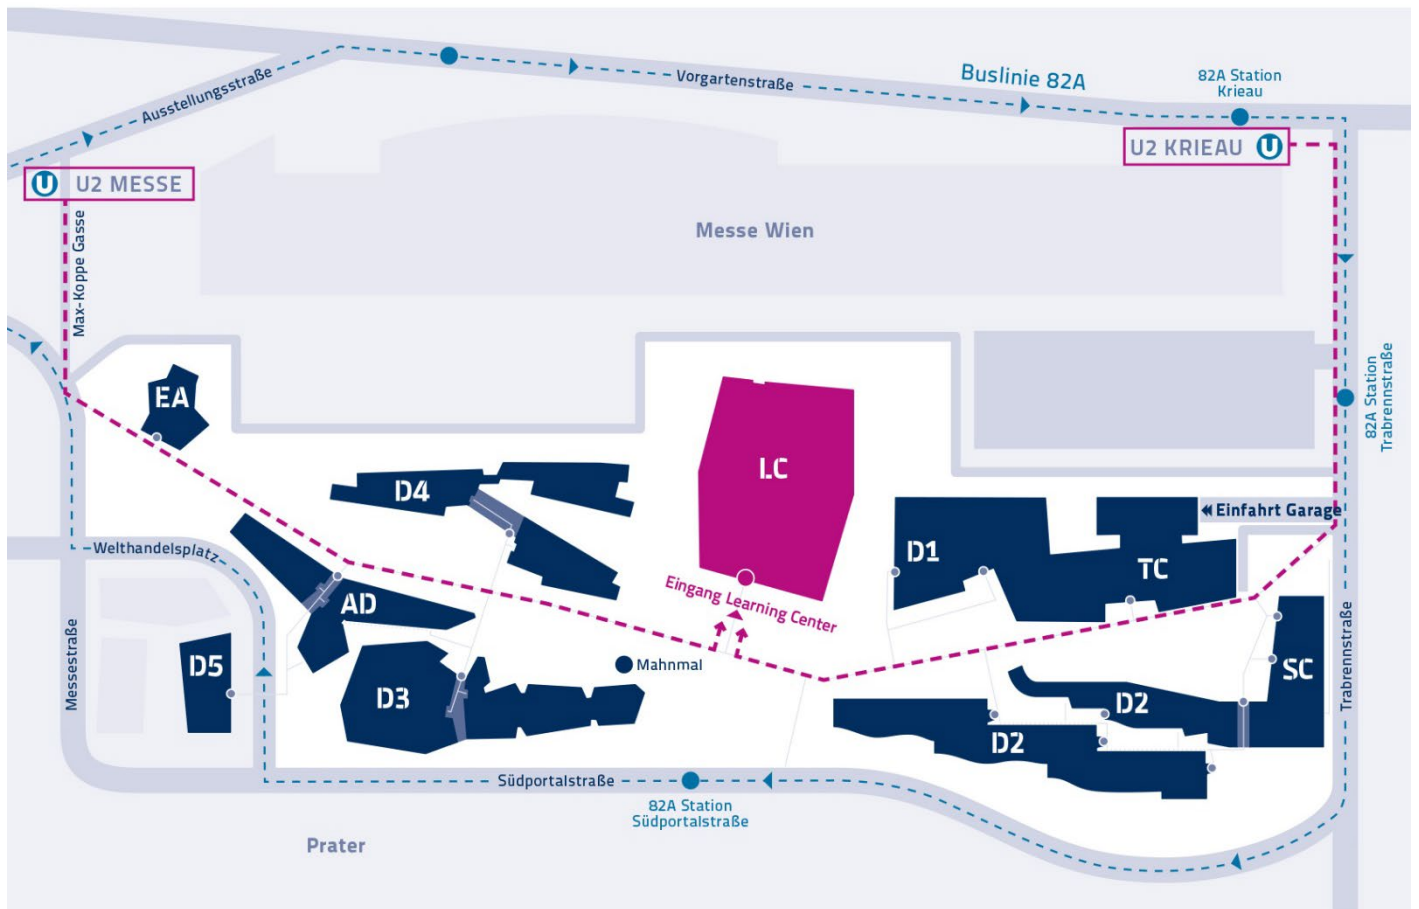 Buslinie 82A
82A Station
Krieau
Vorgartenstraße
Ausstellungsstraße
U2 KRIEAU U
U U2 MESSE
Messe Wien
Max-Koppe Gasse
82A Station
Trabrennstraße
EA
LC
D4
Einfahrt Garage
D1
TC
Welthandelsplatz
Eingang Learning Center
AD
D5
Mahnmal
SC
D3
D2
D2
Messestraße
Trabrennstraße
Südportalstraße
82A Station
Südportalstraße
Prater